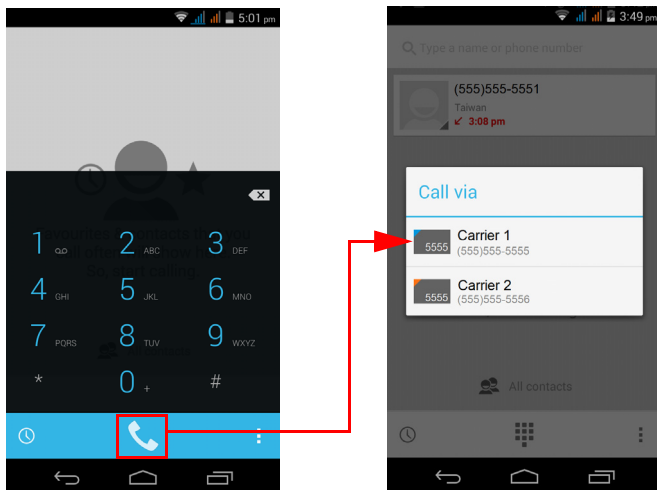 5:01 pm
1
2 ABC
3 DEF
4 GHI
5 JKL
6 MNO
7 PQRS
8 TUV
9 WXYZ
*
0 +
#
3:49 pm
Type a name or phone number
(555)555-5551
Taiwan
3:08 pm
Call via
5555 Carrier 1
(555)555-5555
5555 Carrier 2
(555)555-5556
All contacts